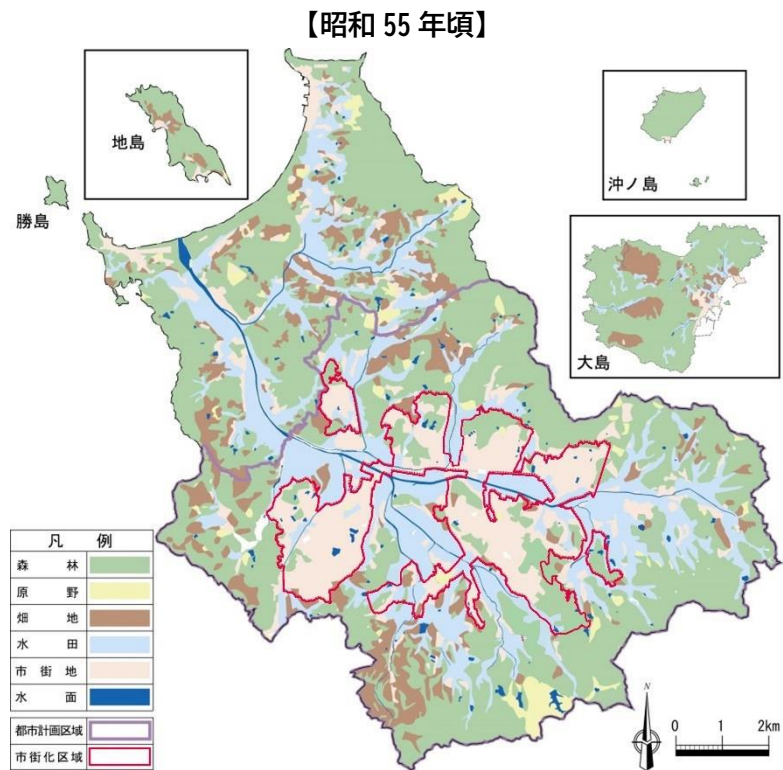 【昭和 55 年頃】
地島
勝島
沖ノ島
大島
凡 例
森 林
原 野
畑 地
水 田
市 街 地
水 面
都市計画区域
市街化区域
N
0 1 2km